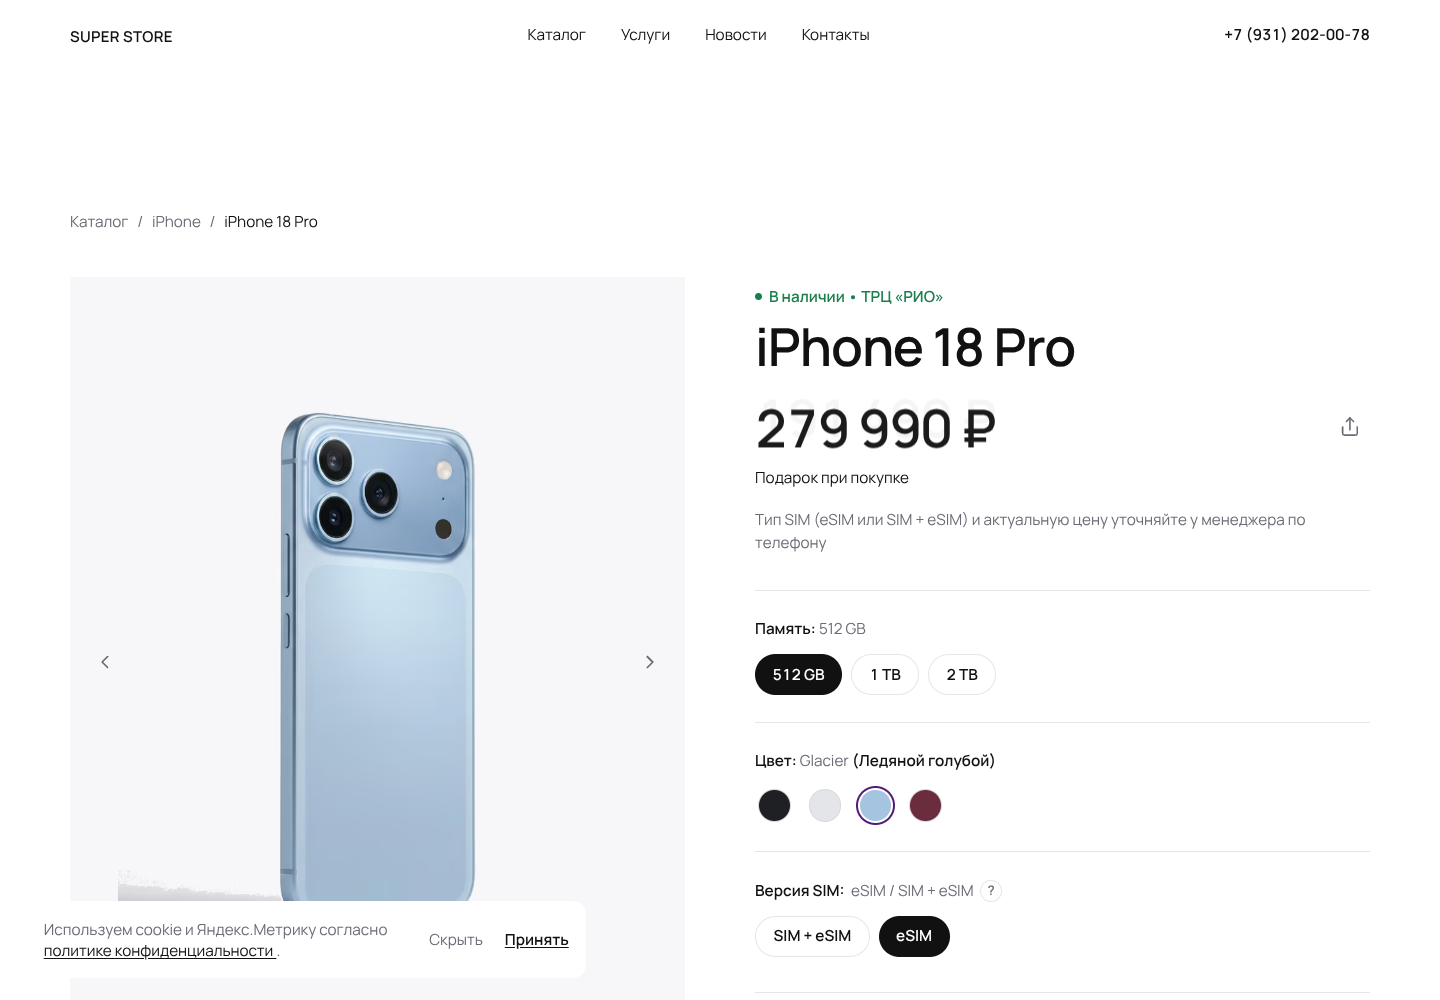 SUPER STORE
Каталог
Услуги
Новости
Контакты
+7 (931) 202-00-78
Каталог / iPhone / iPhone 18 Pro
В наличии • ТРЦ «РИО»
iPhone 18 Pro
279 990 ₽
Подарок при покупке
Тип SIM (eSIM или SIM + eSIM) и актуальную цену уточняйте у менеджера по
телефону
Память: 512 GB
512 GB
1 TB
2 TB
Цвет: Glacier (Ледяной голубой)
Версия SIM: eSIM / SIM + eSIM ?
SIM + eSIM
eSIM
Используем cookie и Яндекс.Метрику согласно
политике конфиденциальности .
Скрыть
Принять